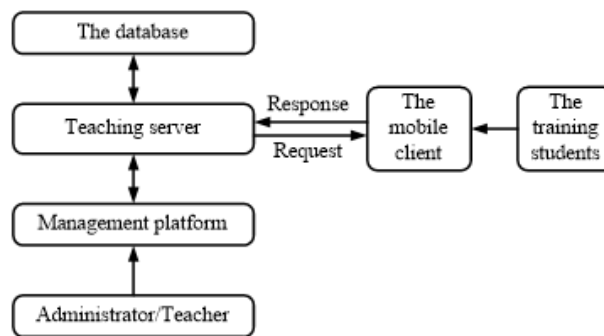 The database
Teaching server
Response
Request
The
mobile
client
The
training
students
Management platform
Administrator/Teacher